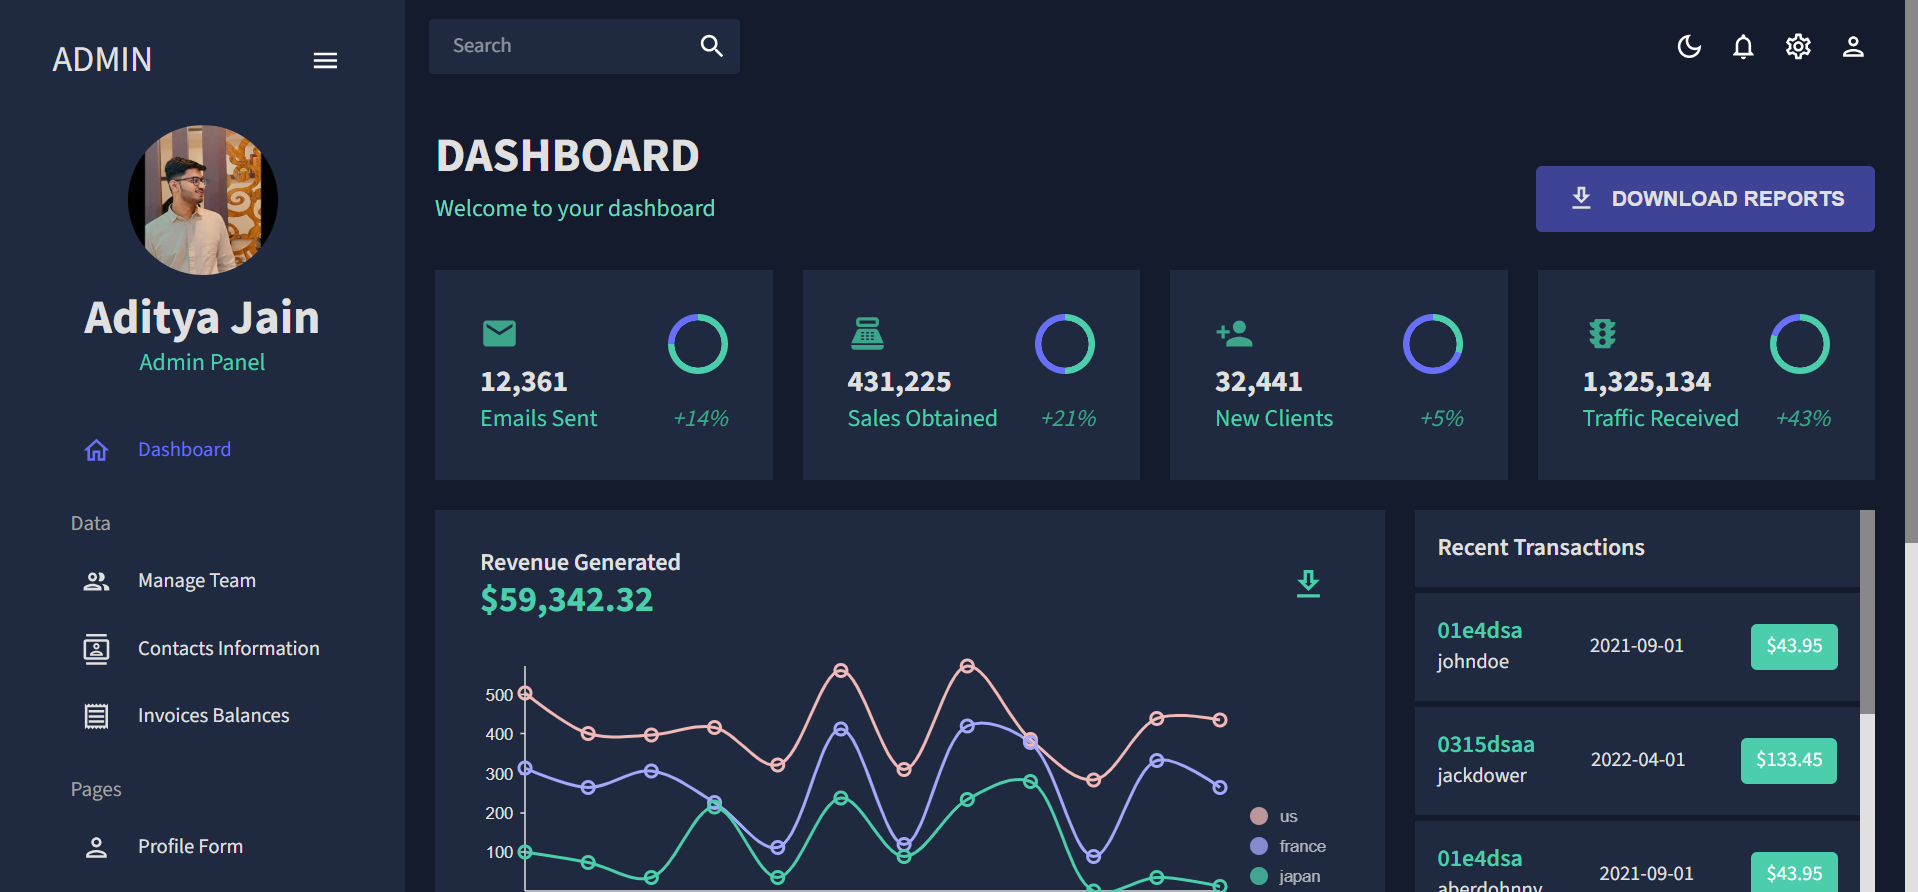 ADMIN
Search
Aditya Jain
Admin Panel
Dashboard
Data
Manage Team
Contacts Information
Invoices Balances
Pages
Profile Form
DASHBOARD
Welcome to your dashboard
DOWNLOAD REPORTS
12,361
Emails Sent +14%
431,225
Sales Obtained +21%
32,441
New Clients +5%
1,325,134
Traffic Received +43%
Revenue Generated
$59,342.32
500
400
300
200
100
us
france
japan
Recent Transactions
01e4dsa
johndoe
2021-09-01
$43.95
0315dsaa
jackdower
2022-04-01
$133.45
01e4dsa
aberdohnny
2021-09-01
$43.95